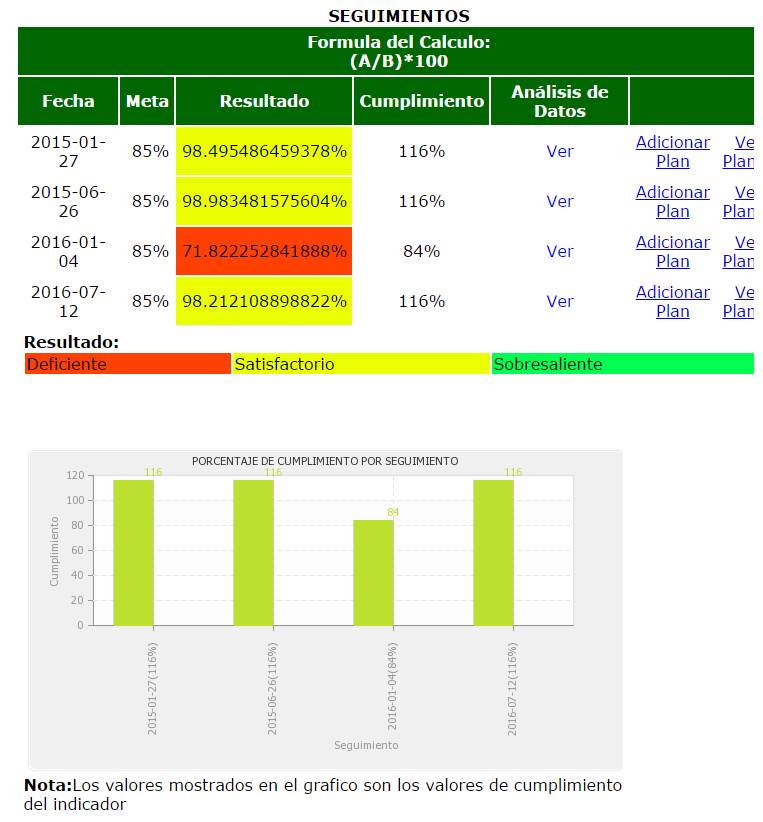 SEGUIMIENTOS
Formula del Calculo:
(A/B)*100
Fecha Meta Resultado Cumplimiento Análisis de
Datos
2015-01-
27 85% 98.495486459378% 116% Ver Adicionar
Plan Ve
Plan
2015-06-
26 85% 98.983481575604% 116% Ver Adicionar
Plan Ve
Plan
2016-01-
04 85% 71.822252841888% 84% Ver Adicionar
Plan Ve
Plan
2016-07-
12 85% 98.212108898822% 116% Ver Adicionar
Plan Ve
Plan
Resultado:
Deficiente Satisfactorio Sobresaliente
PORCENTAJE DE CUMPLIMIENTO POR SEGUIMIENTO
116 116 84 116
120
100
80
60
40
20
0
Cumplimiento
2015-01-27(116%)
2015-06-26(116%)
2016-01-04(84%)
2016-07-12(116%)
Seguimiento
Nota:Los valores mostrados en el grafico son los valores de cumplimiento
del indicador